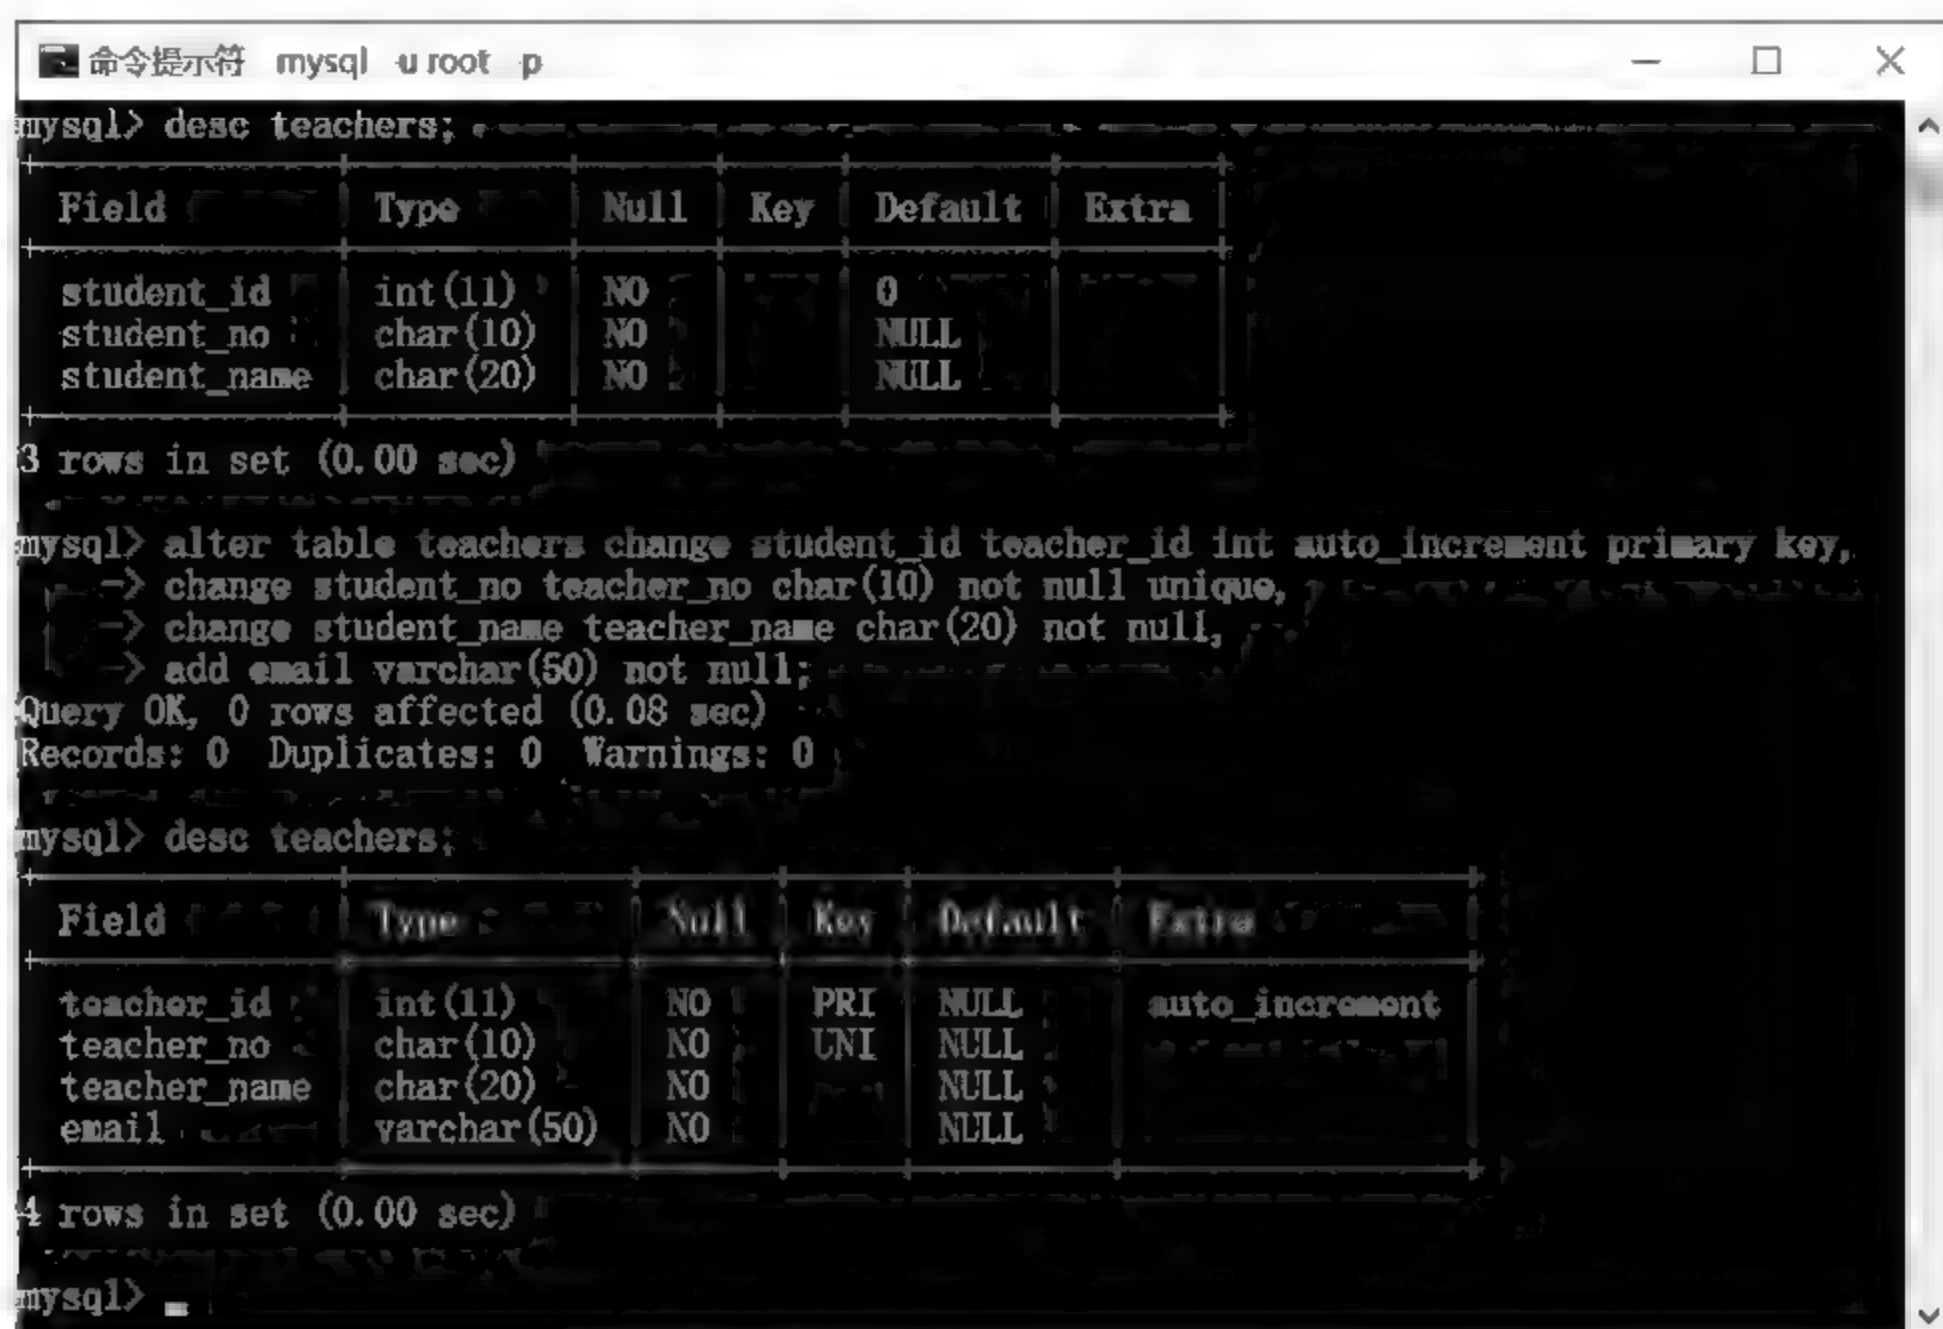 命令提示符 mysql -u root -p
mysql> desc teachers;
Field Type Null Key Default Extra
student_id int(11) NO 0
student_no char(10) NO NULL
student_name char(20) NO NULL
3 rows in set (0.00 sec)
mysql> alter table teachers change student_id teacher_id int auto_increment primary key,
-> change student_no teacher_no char(10) not null unique,
-> change student_name teacher_name char(20) not null,
-> add email varchar(50) not null;
Query OK, 0 rows affected (0.08 sec)
Records: 0 Duplicates: 0 Warnings: 0
mysql> desc teachers;
Field Type Null Key Default Extra
teacher_id int(11) NO PRI NULL auto_increment
teacher_no char(10) NO UNI NULL
teacher_name char(20) NO NULL
email varchar(50) NO NULL
4 rows in set (0.00 sec)
mysql>